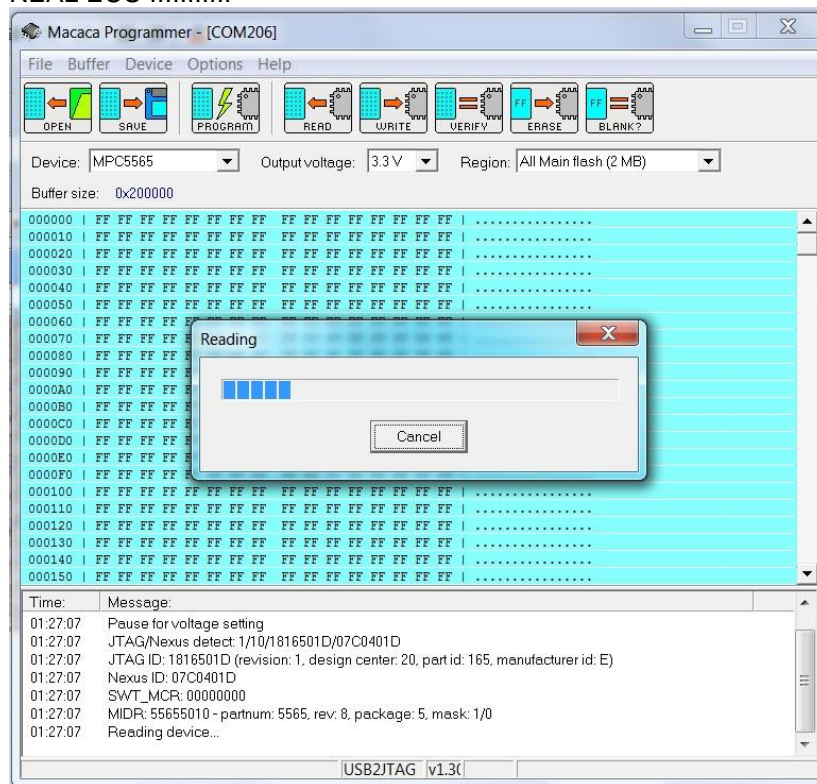 REAL ECU
Macaca Programmer - [COM206]
File Buffer Device Options Help
OPEN SAVE PROGRAM READ WRITE VERIFY FF ERASE FF BLANK?
Device: MPC5565 Output voltage: 3.3 V Region: All Main flash (2 MB)
Buffer size: 0x200000
000000 | FF FF FF FF FF FF FF FF FF FF FF FF FF FF FF FF | ................
000010 | FF FF FF FF FF FF FF FF FF FF FF FF FF FF FF FF | ................
000020 | FF FF FF FF FF FF FF FF FF FF FF FF FF FF FF FF | ................
000030 | FF FF FF FF FF FF FF FF FF FF FF FF FF FF FF FF | ................
000040 | FF FF FF FF FF FF FF FF FF FF FF FF FF FF FF FF | ................
000050 | FF FF FF FF FF FF FF FF FF FF FF FF FF FF FF FF | ................
000060 | FF FF FF FF
000070 | FF FF FF FF
000080 | FF FF FF FF
000090 | FF FF FF FF
0000A0 | FF FF FF FF
0000B0 | FF FF FF FF
0000C0 | FF FF FF FF
0000D0 | FF FF FF FF
0000E0 | FF FF FF FF
0000F0 | FF FF FF FF
Reading
Cancel
000100 | FF FF FF FF FF FF FF FF FF FF FF FF FF FF FF FF | ................
000110 | FF FF FF FF FF FF FF FF FF FF FF FF FF FF FF FF | ................
000120 | FF FF FF FF FF FF FF FF FF FF FF FF FF FF FF FF | ................
000130 | FF FF FF FF FF FF FF FF FF FF FF FF FF FF FF FF | ................
000140 | FF FF FF FF FF FF FF FF FF FF FF FF FF FF FF FF | ................
000150 | FF FF FF FF FF FF FF FF FF FF FF FF FF FF FF FF | ................
Time: Message:
01:27:07 Pause for voltage setting
01:27:07 JTAG/Nexus detect: 1/10/1816501D/07C0401D
01:27:07 JTAG ID: 1816501D (revision: 1, design center: 20, part id: 165, manufacturer id: E)
01:27:07 Nexus ID: 07C0401D
01:27:07 SWT_MCR: 00000000
01:27:07 MIDR: 55655010 - partnum: 5565, rev: 8, package: 5, mask: 1/0
01:27:07 Reading device...
USB2JTAG v1.3(